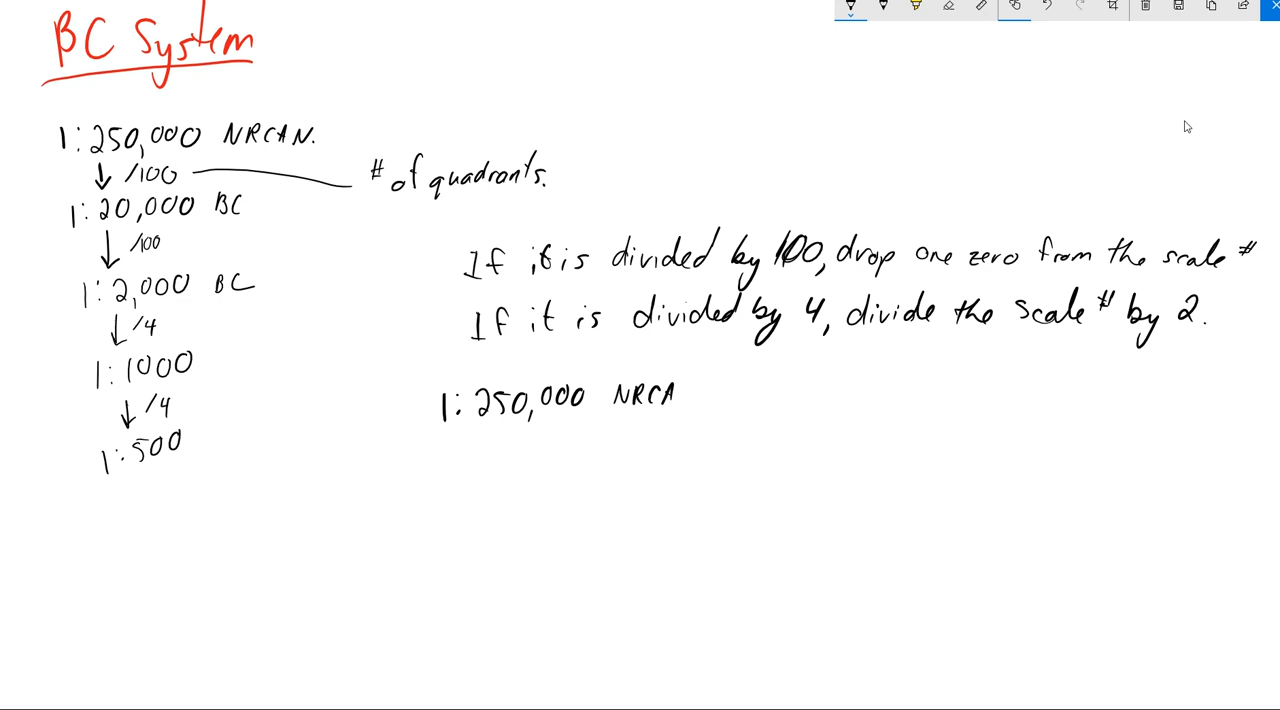 BC System
1:250,000 NRCAN.
/100
# of quadrants.
1:20,000 BC
/100
1:2,000 BC
/4
1:1000
/4
1:500
If it is divided by 100, drop one zero from the scale #
If it is divided by 4, divide the scale # by 2.
1:250,000 NRCA